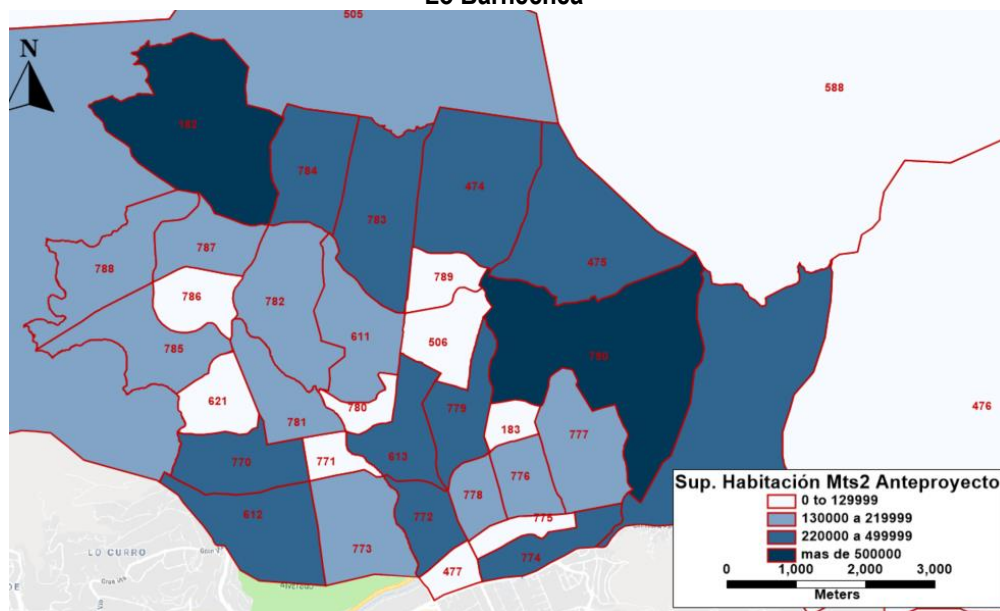 Lo Barnechea
505
N
588
784
474
783
787
475
788
789
786
782
611
506
785
476
621
780
779
183
777
781
770
771
613
776
778
612
772
775
773
774
477
LO CURRO
DE
Sup. Habitación Mts2 Anteproyecto
0 to 129999
130000 a 219999
220000 a 499999
mas de 500000
0 1,000 2,000 3,000
Meters